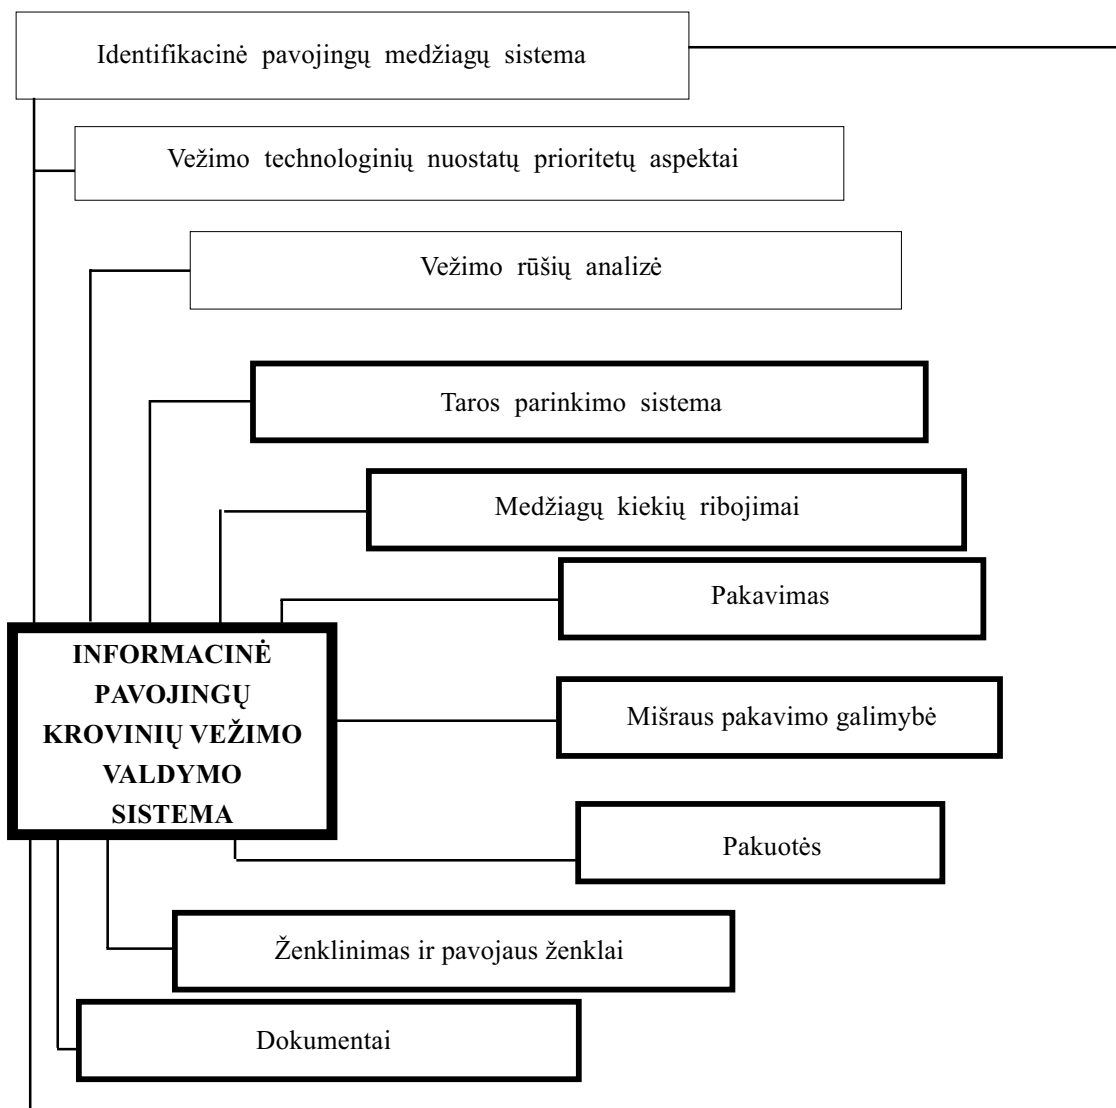 Identifikacinė pavojingų medžiagų sistema
Vežimo technologinių nuostatų prioritetų aspektai
Vežimo rūšių analizė
Taros parinkimo sistema
Medžiagų kiekių ribojimai
Pakavimas
INFORMACINĖ
PAVOJINGŲ
KROVINIŲ VEŽIMO
VALDYMO
SISTEMA
Mišraus pakavimo galimybė
Pakuotės
Ženklinimas ir pavojaus ženklai
Dokumentai